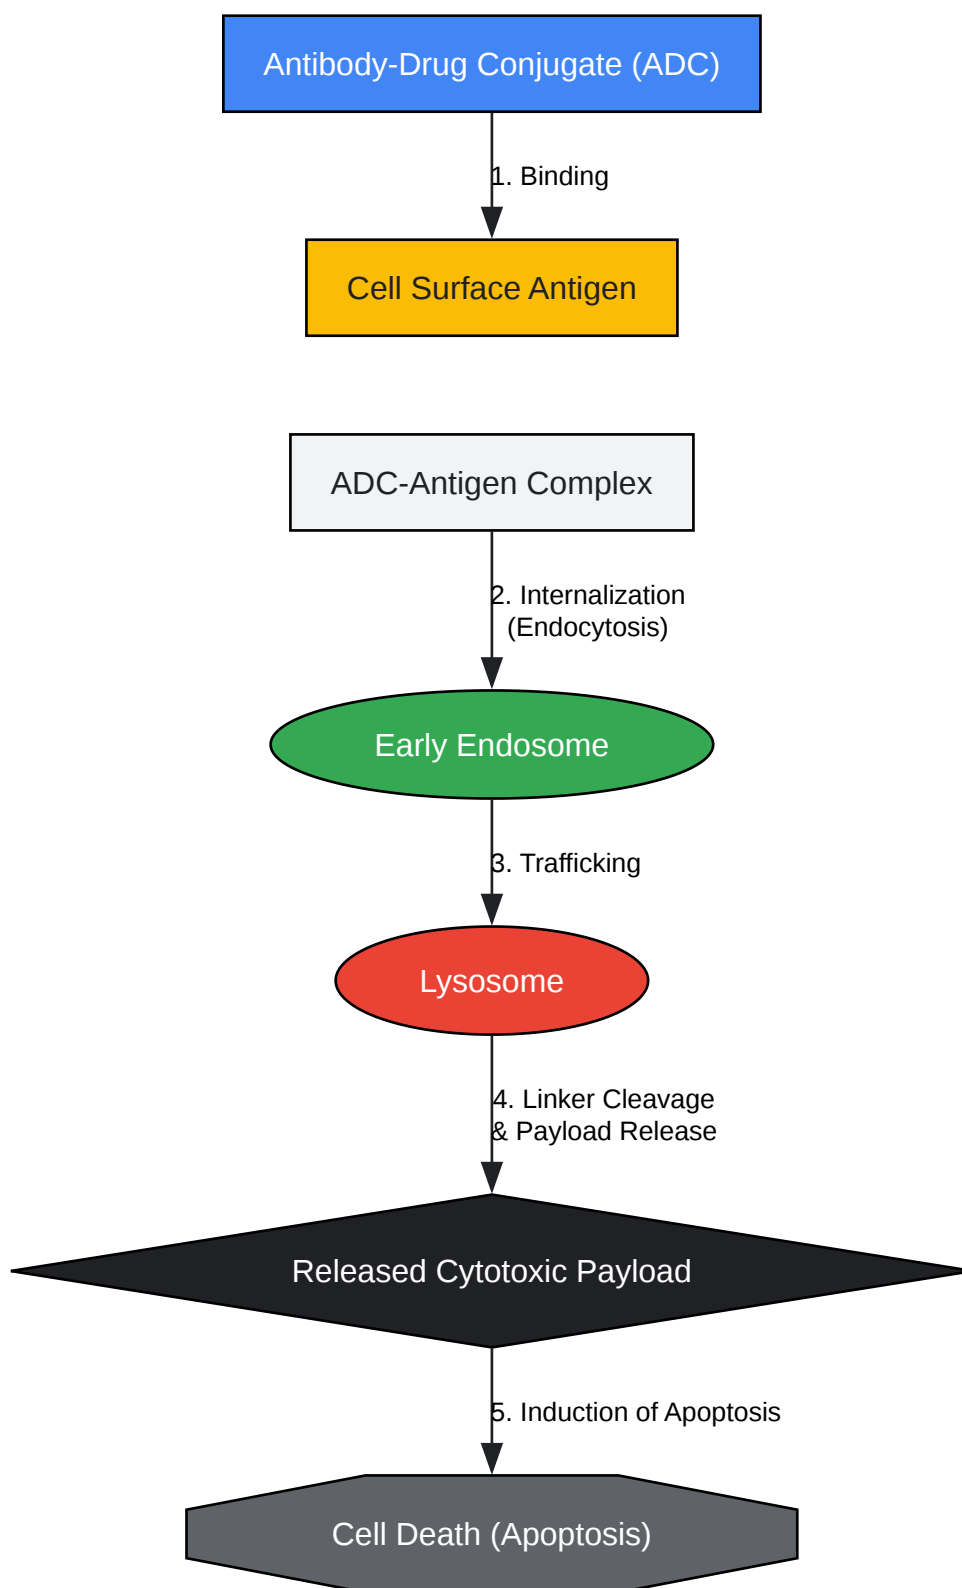 Antibody-Drug Conjugate (ADC)
1. Binding
Cell Surface Antigen
ADC-Antigen Complex
2. Internalization
(Endocytosis)
Early Endosome
3. Trafficking
Lysosome
4. Linker Cleavage
& Payload Release
Released Cytotoxic Payload
5. Induction of Apoptosis
Cell Death (Apoptosis)